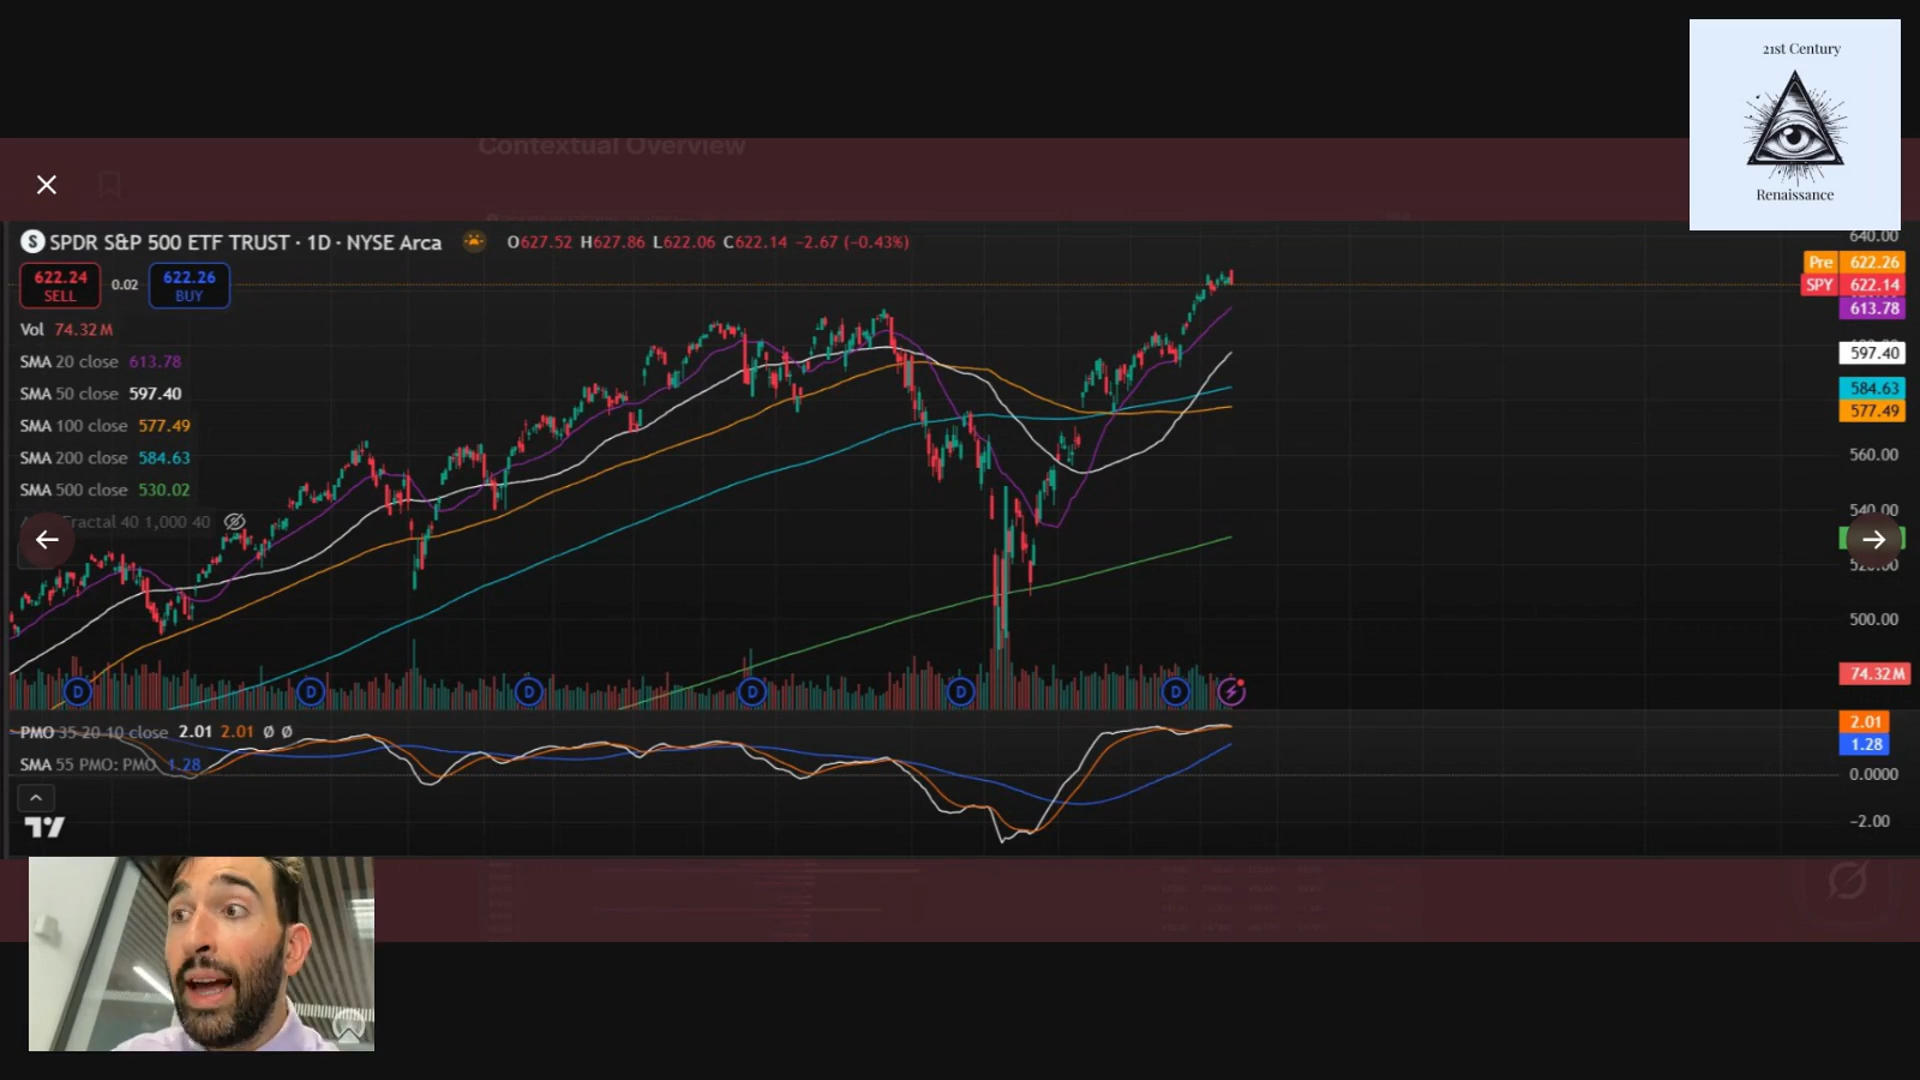 21st Century
Renaissance
Contextual Overview
S SPDR S&P 500 ETF TRUST · 1D · NYSE Arca O627.52 H627.86 L622.06 C622.14 −2.67 (−0.43%)
622.24 SELL 0.02 622.26 BUY
Vol 74.32 M
SMA 20 close 613.78
SMA 50 close 597.40
SMA 100 close 577.49
SMA 200 close 584.63
SMA 500 close 530.02
Fractal 40 1,000 40
640.00
Pre 622.26
SPY 622.14
613.78
597.40
584.63
577.49
560.00
540.00
520.00
500.00
74.32M
D D D D D D
PMO 35 20 10 close 2.01 2.01 Ø Ø
SMA 55 PMO: PMO 1.28
2.01
1.28
0.0000
−2.00